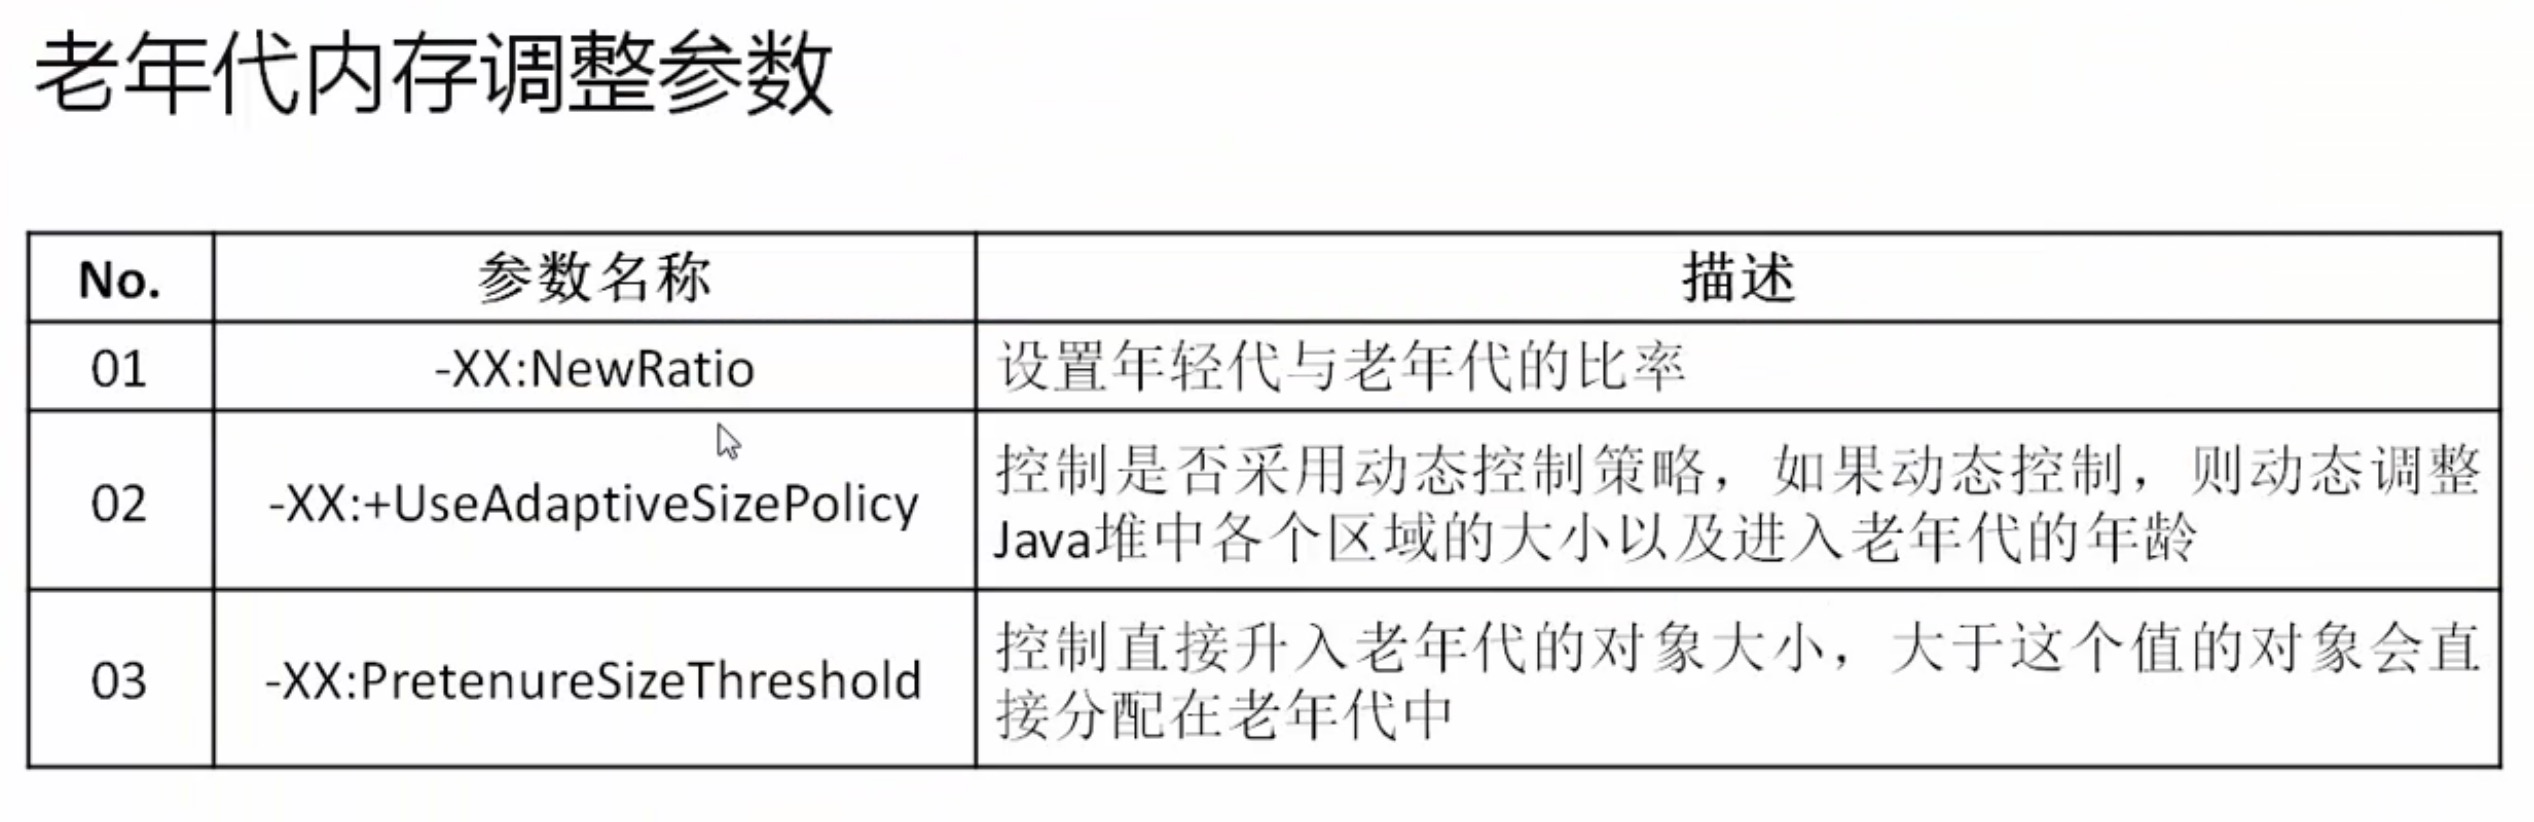 老年代内存调整参数
No. 参数名称 描述
01 -XX:NewRatio 设置年轻代与老年代的比率
02 -XX:+UseAdaptiveSizePolicy 控制是否采用动态控制策略，如果动态控制，则动态调整
Java堆中各个区域的大小以及进入老年代的年龄
03 -XX:PretenureSizeThreshold 控制直接升入老年代的对象大小，大于这个值的对象会直
接分配在老年代中